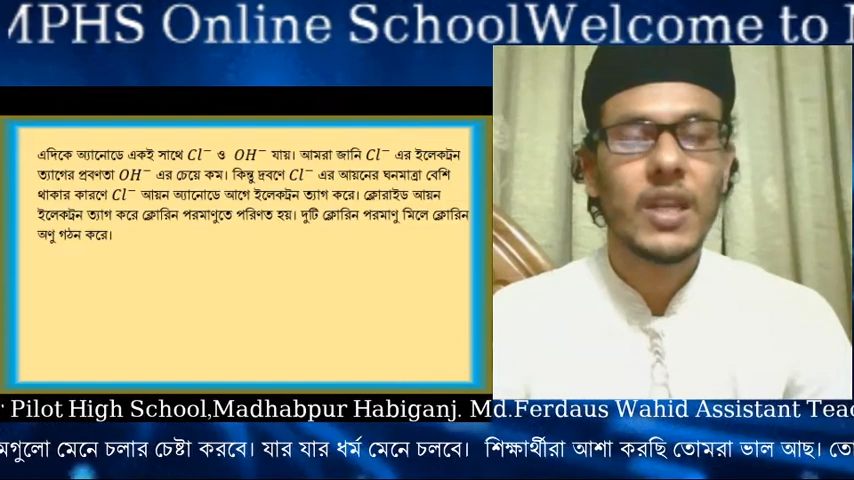 MPHS Online SchoolWelcome to
এদিকে অ্যানোডে একই সাথে Cl⁻ ও OH⁻ যায়। আমরা জানি Cl⁻ এর ইলেকট্রন
ত্যাগের প্রবণতা OH⁻ এর চেয়ে কম। কিন্তু দ্রবণে Cl⁻ এর আয়নের ঘনমাত্রা বেশি
থাকার কারণে Cl⁻ আয়ন অ্যানোডে আগে ইলেকট্রন ত্যাগ করে। ক্লোরাইড আয়ন
ইলেকট্রন ত্যাগ করে ক্লোরিন পরমাণুতে পরিণত হয়। দুটি ক্লোরিন পরমাণু মিলে ক্লোরিন
অণু গঠন করে।
Pilot High School,Madhabpur Habiganj. Md.Ferdaus Wahid Assistant
মেনে চলার চেষ্টা করবে। যার যার ধর্ম মেনে চলবে। শিক্ষার্থীরা আশা করছি তোমরা ভাল আছ।